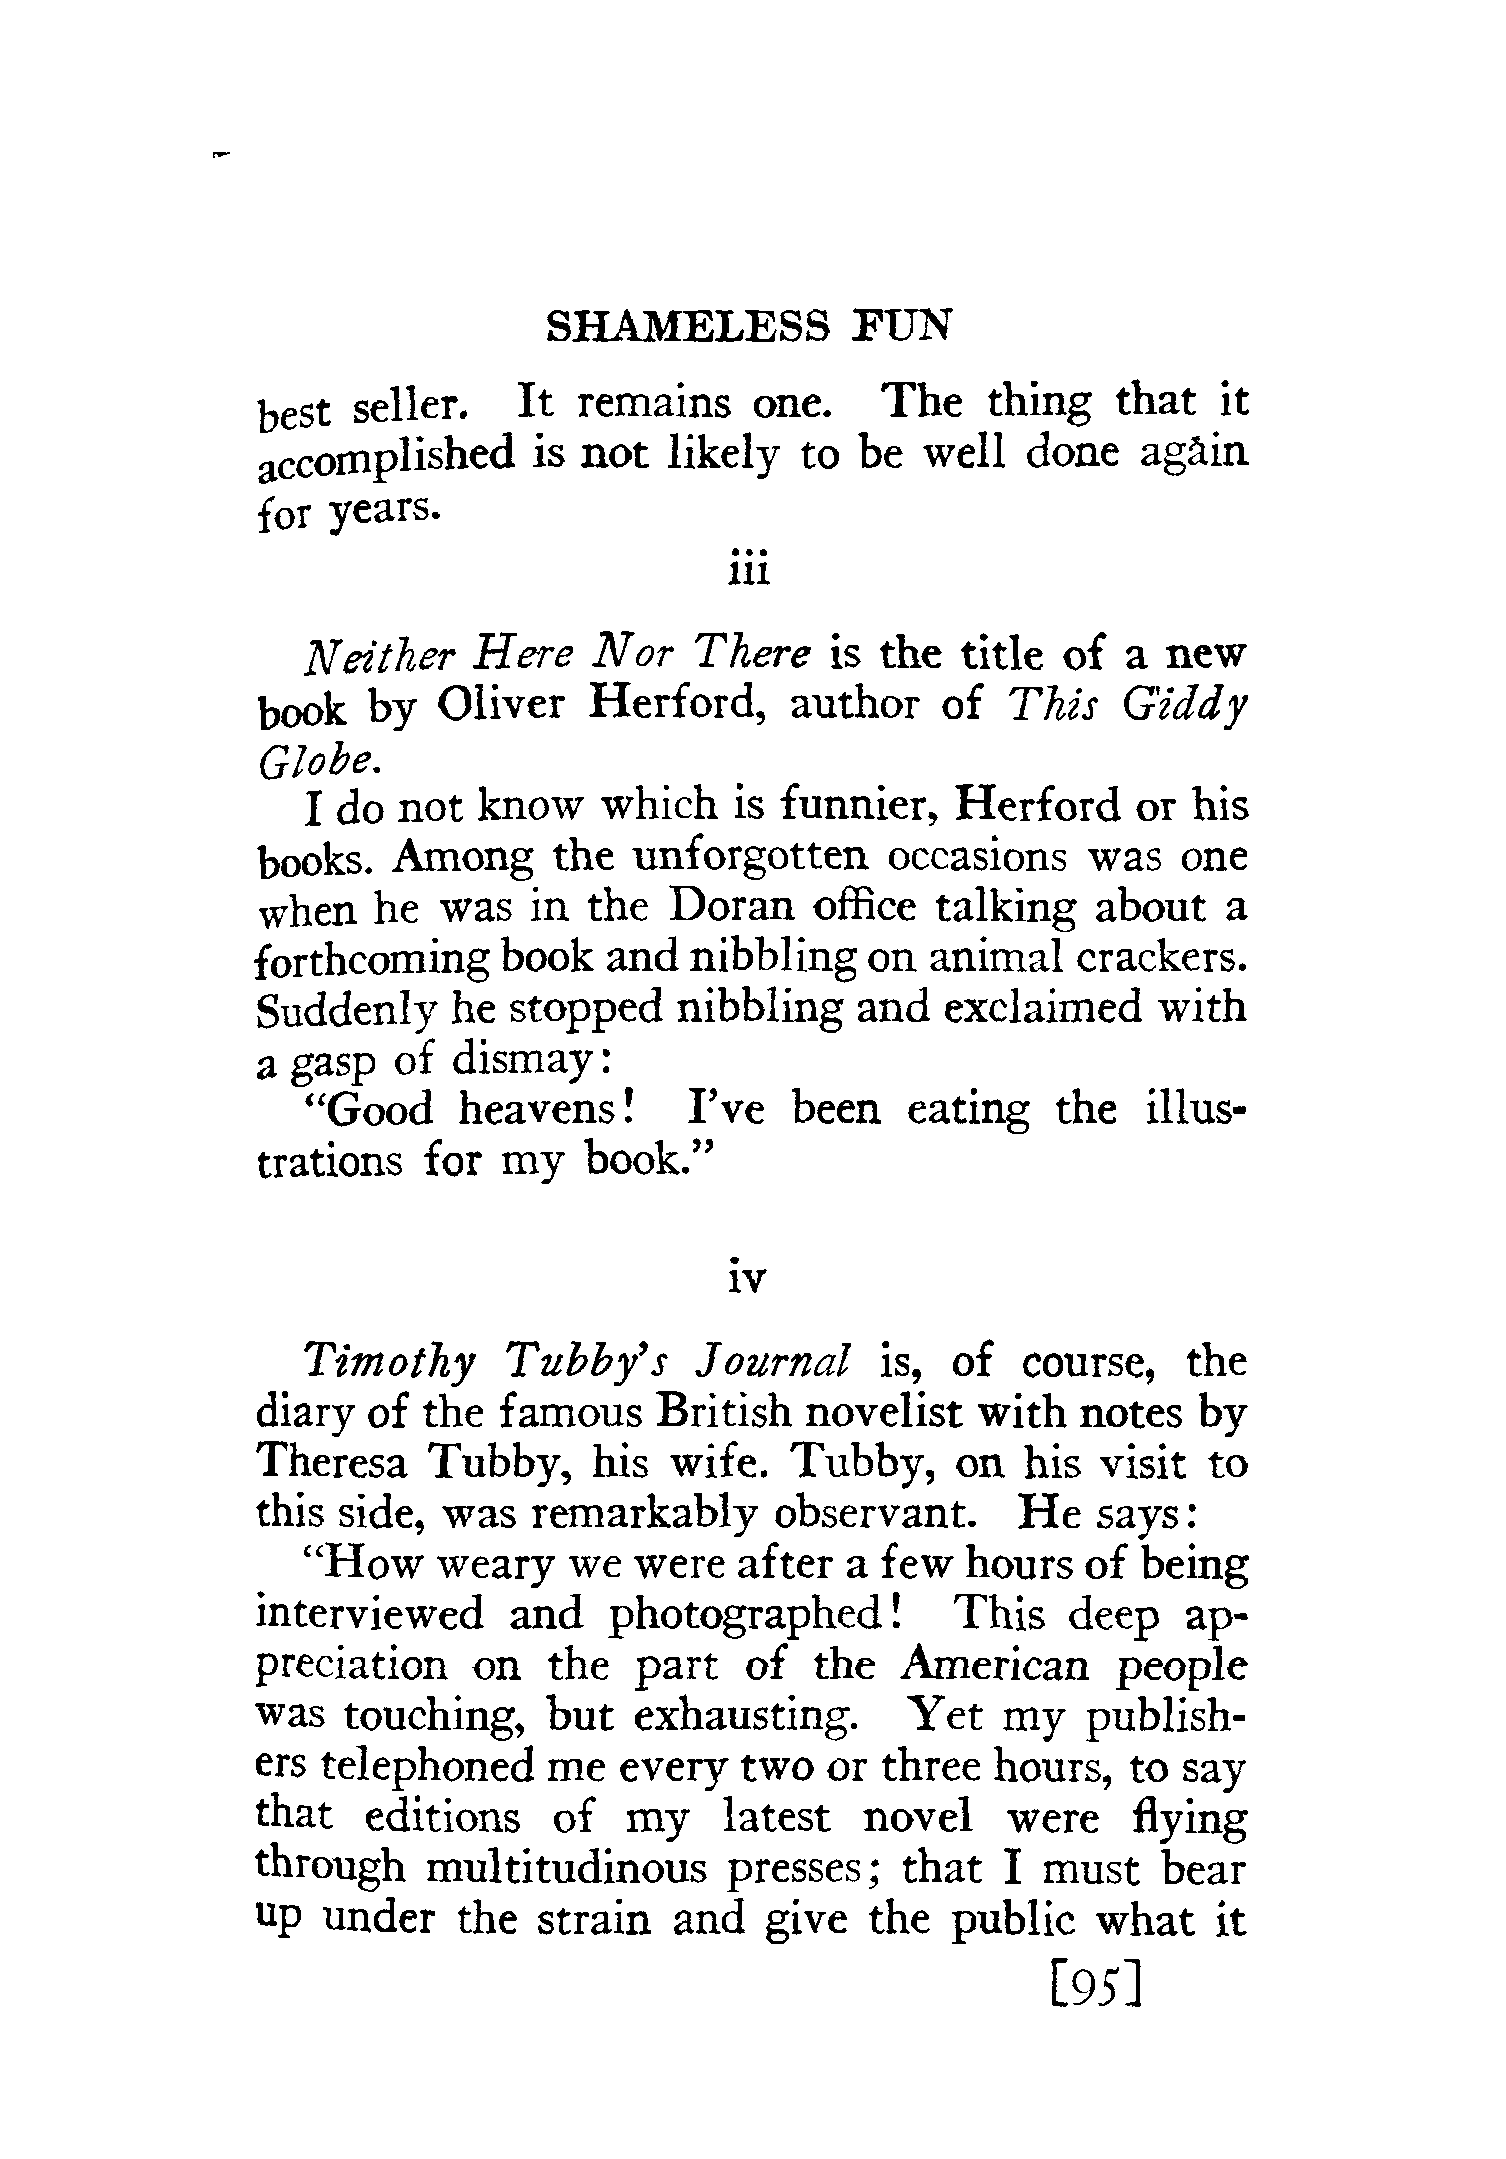 SHAMELESS FUN
best seller. It remains one. The thing that it
accomplished is not likely to be well done again
for years.
iii
Neither Here Nor There is the title of a new
book by Oliver Herford, author of This Giddy
Globe.
I do not know which is funnier, Herford or his
books. Among the unforgotten occasions was one
when he was in the Doran office talking about a
forthcoming book and nibbling on animal crackers.
Suddenly he stopped nibbling and exclaimed with
a gasp of dismay:
"Good heavens! I've been eating the illus-
trations for my book."
iv
Timothy Tubby's Journal is, of course, the
diary of the famous British novelist with notes by
Theresa Tubby, his wife. Tubby, on his visit to
this side, was remarkably observant. He says:
"How weary we were after a few hours of being
interviewed and photographed! This deep ap-
preciation on the part of the American people
was touching, but exhausting. Yet my publish-
ers telephoned me every two or three hours, to say
that editions of my latest novel were flying
through multitudinous presses; that I must bear
up under the strain and give the public what it
[95]